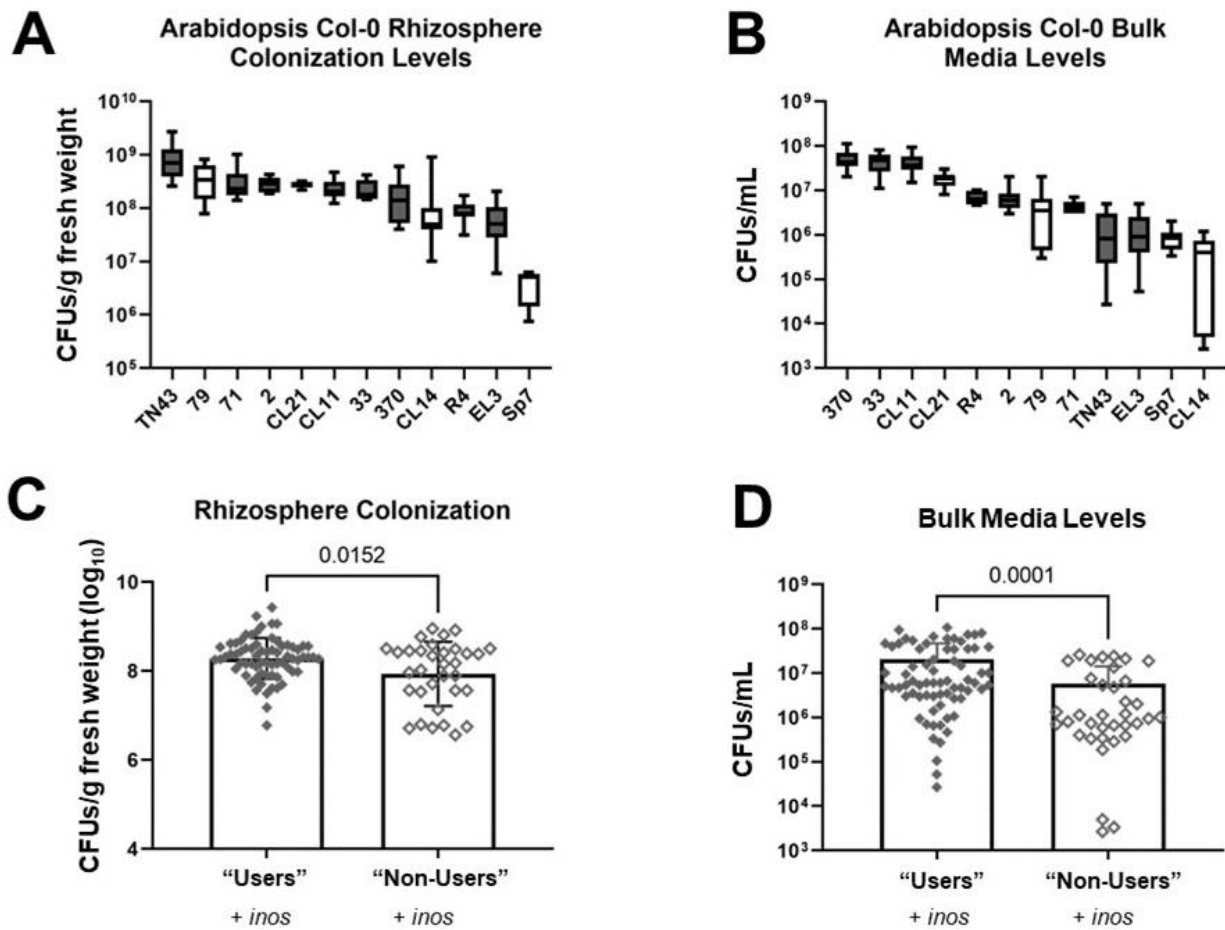 A
Arabidopsis Col-0 Rhizosphere
Colonization Levels
CFUs/g fresh weight
10¹⁰
10⁹
10⁸
10⁷
10⁶
10⁵
TN43 79 71 2 CL21 CL11 33 370 CL14 R4 EL3 Sp7
B
Arabidopsis Col-0 Bulk
Media Levels
CFUs/mL
10⁹
10⁸
10⁷
10⁶
10⁵
10⁴
10³
370 33 CL11 CL21 R4 2 79 71 TN43 EL3 Sp7 CL14
C
Rhizosphere Colonization
CFUs/g fresh weight (log₁₀)
0.0152
10
8
6
4
"Users" "Non-Users"
+ inos + inos
D
Bulk Media Levels
CFUs/mL
0.0001
10⁹
10⁸
10⁷
10⁶
10⁵
10⁴
10³
"Users" "Non-Users"
+ inos + inos